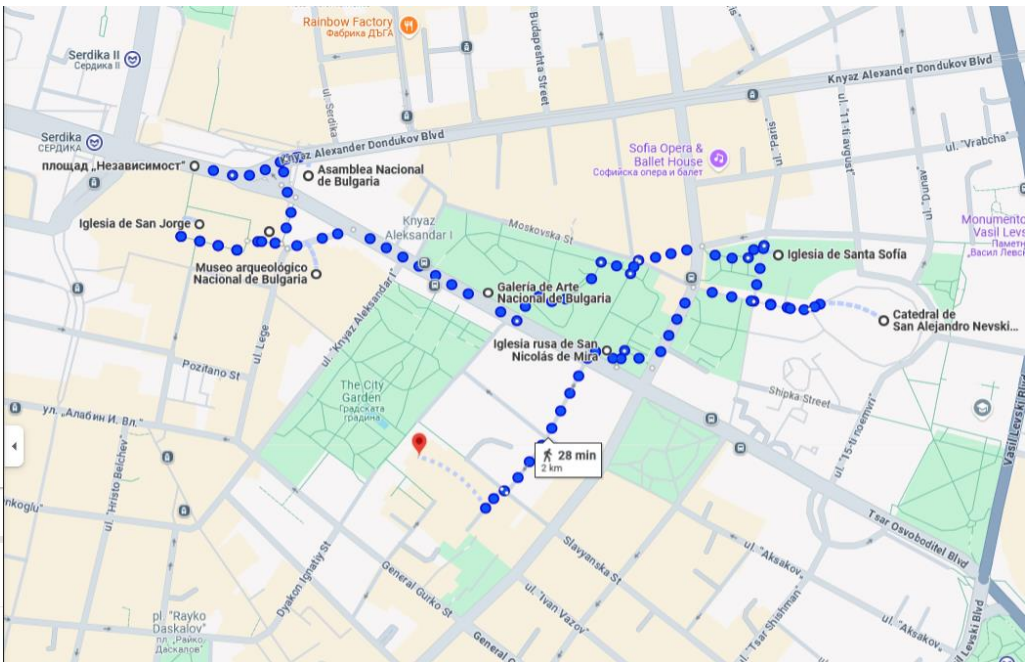 Rainbow Factory
Фабрика ДЪГА
Serdika II
Сердика II
Budapeshta Street
Knyaz Alexander Dondukov Blvd
ul. "Serdika
ul. "Paris"
ul. "11-ti avgust"
ul. "Vrabcha"
Serdika
СЕРДИКА
Knyaz Alexander Dondukov Blvd
Sofia Opera &
Ballet House
Софийска опера и балет
площад „Независимост“
Asamblea Nacional
de Bulgaria
ul. "Dunav"
Iglesia de San Jorge
Knyaz
Aleksandar I
Moskovska St
Monumento
Vasil Levs
Паметн
„Васил Левск
Iglesia de Santa Sofía
Museo arqueológico
Nacional de Bulgaria
Galería de Arte
Nacional de Bulgaria
Catedral de
San Alejandro Nevski...
ul. "Lege
ul. "Knyaz Aleksandar I"
Iglesia rusa de San
Nicolás de Mira
Pozitano St
The City
Garden
Градската
градина
Shipka Street
ul. "15-ti noemvri"
Vasil Levski Blvd
ул. „Алабин И. Вл.“
28 min
2 km
ul. "Hristo Belchev"
enkoglu"
Tsar Osvoboditel Blvd
Slavyanska St
ul. "Aksakov"
Dyakon Ignatiy St
General Gurko St
ul. "Ivan Vazov"
ul. "Tsar Shishman"
ul. "Aksakov"
pl. "Rayko
Daskalov"
пл. „Райко
Даскалов“
General G
l Levski Blvd